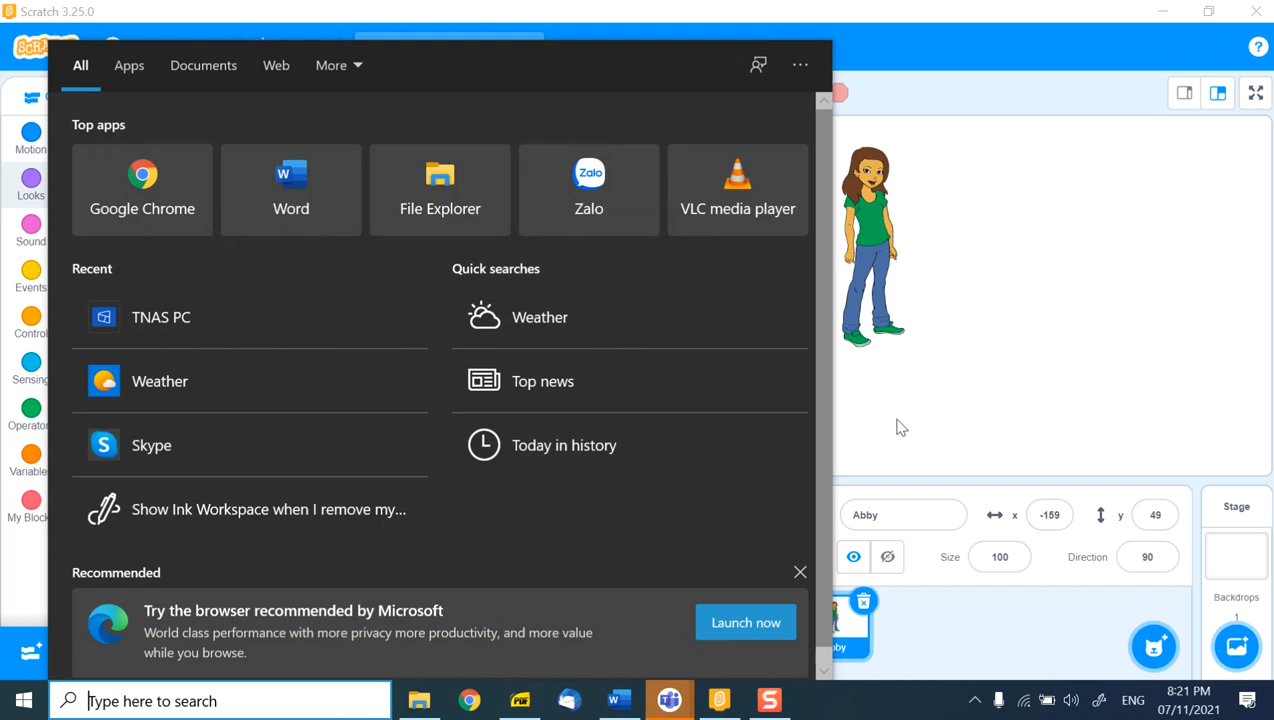 Scratch 3.25.0
All
Apps
Documents
Web
More
Top apps
Google Chrome
Word
File Explorer
Zalo
Zalo
VLC media player
Recent
Quick searches
TNAS PC
Weather
Weather
Top news
Skype
Today in history
Show Ink Workspace when I remove my...
Recommended
Try the browser recommended by Microsoft
World class performance with more privacy more productivity, and more value
while you browse.
Launch now
Motion
Looks
Sound
Events
Control
Sensing
Operator
Variable
My Block
Abby
x
-159
y
49
Size
100
Direction
90
Stage
Backdrops
1
Type here to search
PDF
ENG
8:21 PM
07/11/2021